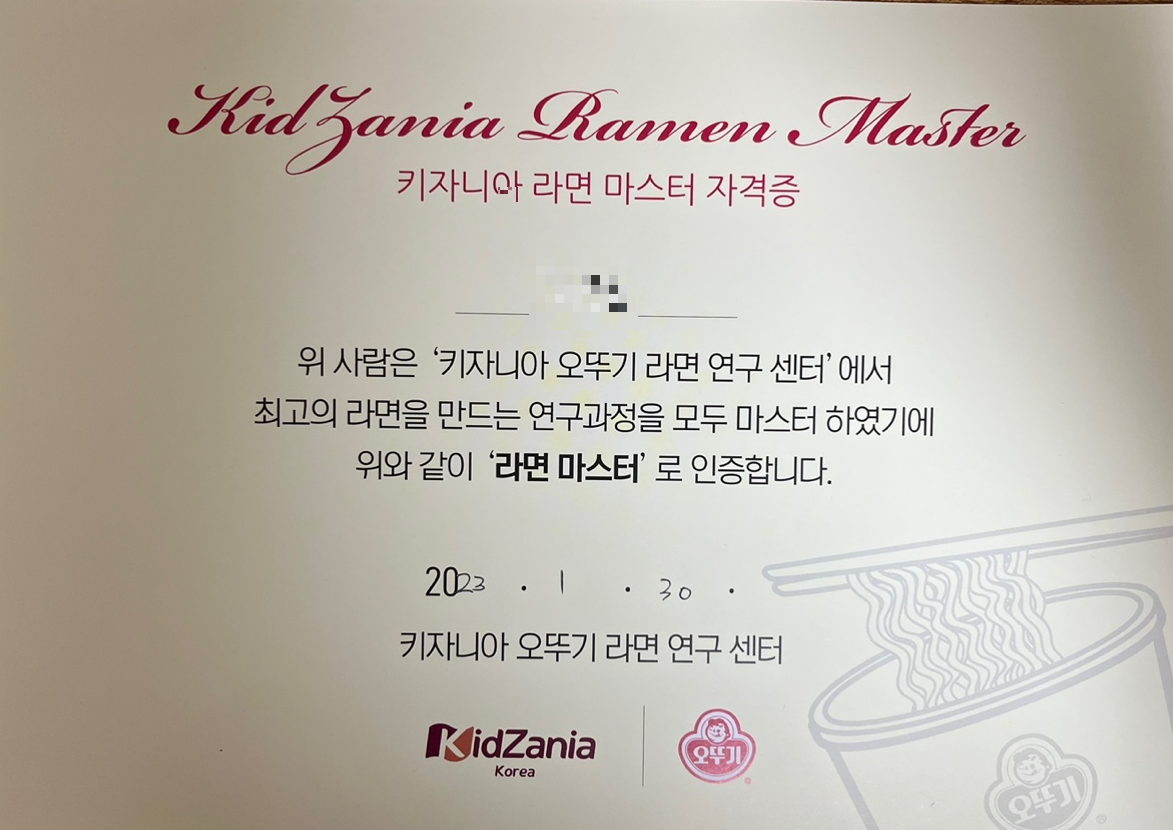 KidZania Ramen Master
키자니아 라면 마스터 자격증
위 사람은 ‘키자니아 오뚜기 라면 연구 센터’에서
최고의 라면을 만드는 연구과정을 모두 마스터 하였기에
위와 같이 ‘라면 마스터’ 로 인증합니다.
2023 . 1 . 30 .
키자니아 오뚜기 라면 연구 센터
KidZania
Korea
오뚜기
오뚜기